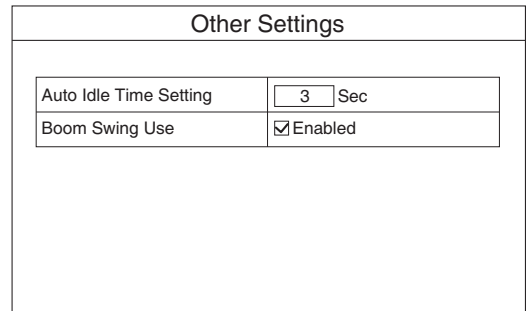 Other Settings
Auto Idle Time Setting 3 Sec
Boom Swing Use Enabled